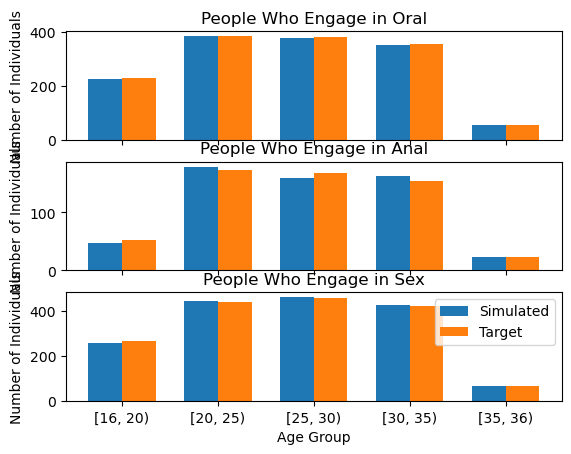 People Who Engage in Oral
Number of Individuals
400
200
0
People Who Engage in Anal
Number of Individuals
100
0
People Who Engage in Sex
Number of Individuals
400
200
0
Simulated
Target
[16, 20)
[20, 25)
[25, 30)
[30, 35)
[35, 36)
Age Group